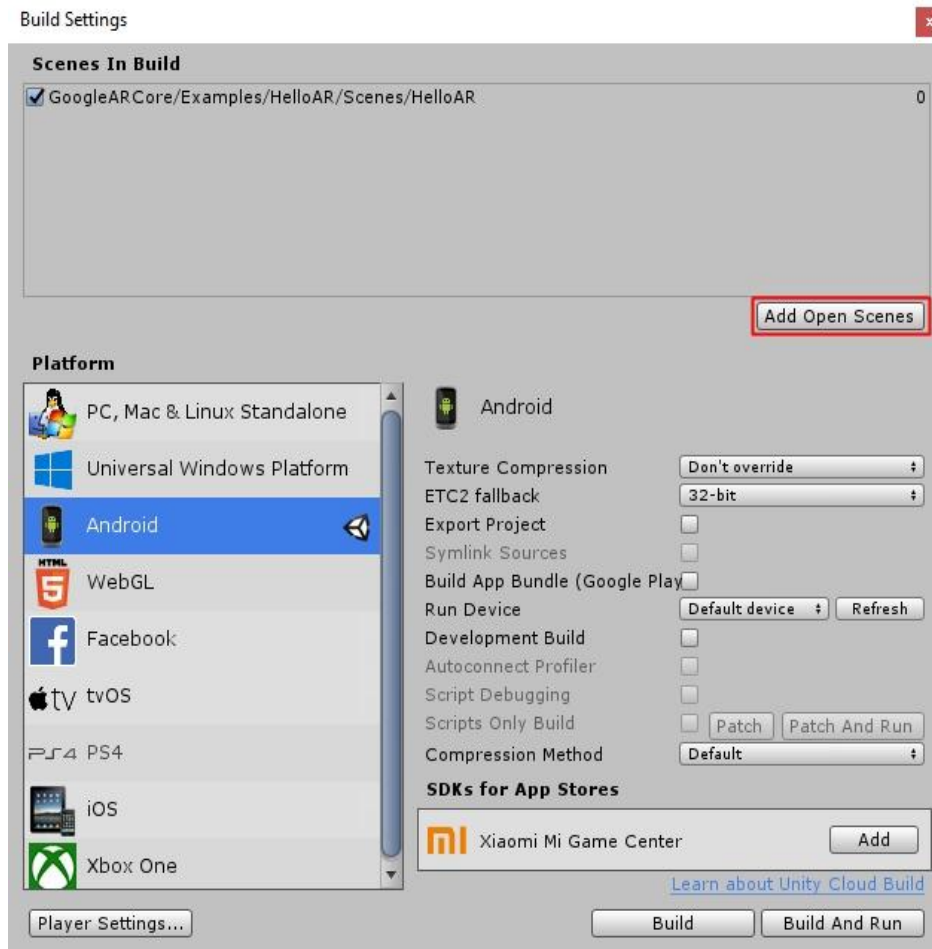 Build Settings
x
Scenes In Build
GoogleARCore/Examples/HelloAR/Scenes/HelloAR 0
Add Open Scenes
Platform
PC, Mac & Linux Standalone
Universal Windows Platform
Android
HTML
5
WebGL
f
Facebook
tv
tvOS
PS4
PS4
iOS
Xbox One
Android
Texture Compression Don't override
ETC2 fallback 32-bit
Export Project
Symlink Sources
Build App Bundle (Google Play
Run Device Default device Refresh
Development Build
Autoconnect Profiler
Script Debugging
Scripts Only Build Patch Patch And Run
Compression Method Default
SDKs for App Stores
mi Xiaomi Mi Game Center Add
Learn about Unity Cloud Build
Player Settings... Build Build And Run